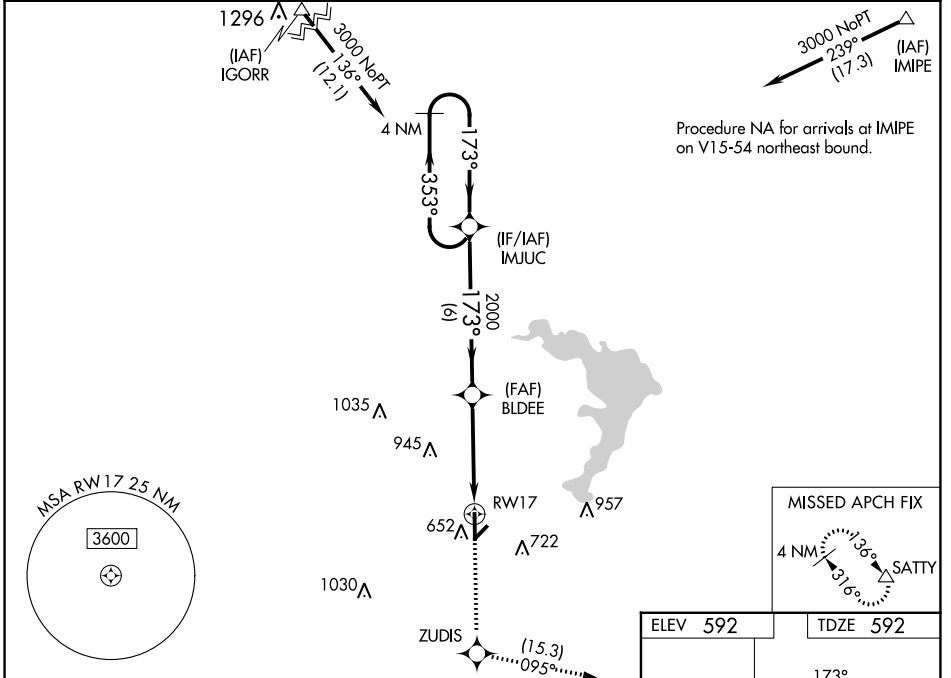 1296
(IAF)
IGORR
3000 NoPT
136°
(12.1)
3000 NoPT
239°
(17.3)
(IAF)
IMIPE
Procedure NA for arrivals at IMIPE
on V15-54 northeast bound.
4 NM
173°
353°
(IF/IAF)
IMJUC
2000
173°
(6)
(FAF)
BLDEE
1035
945
MSA RW17 25 NM
3600
RW17
652
957
722
1030
MISSED APCH FIX
4 NM
136°
316°
SATTY
ZUDIS
(15.3)
095°
ELEV 592
TDZE 592
173°